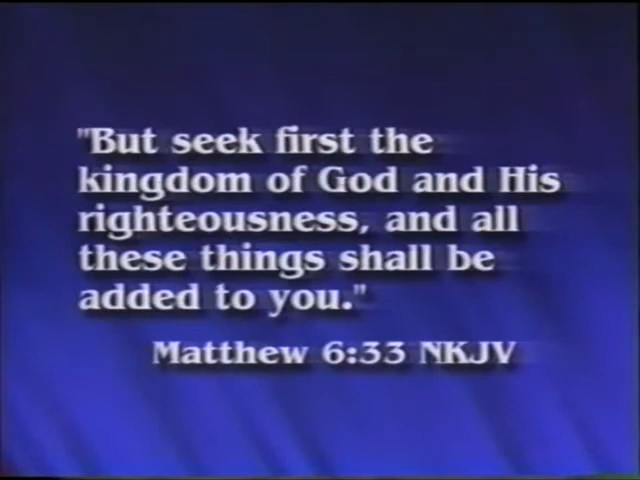 "But seek first the
kingdom of God and His
righteousness, and all
these things shall be
added to you."
Matthew 6:33 NKJV